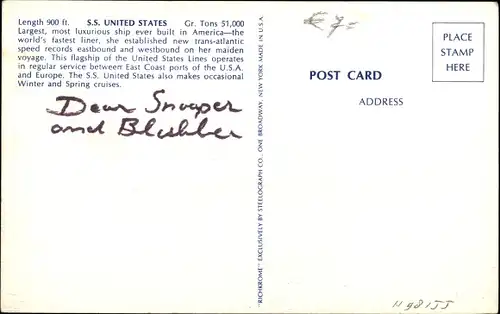 Length 900 ft. S.S. UNITED STATES Gr. Tons 51,000
Largest, most luxurious ship ever built in America—the
world's fastest liner, she established new trans-atlantic
speed records eastbound and westbound on her maiden
voyage. This flagship of the United States Lines operates
in regular service between East Coast ports of the U.S.A.
and Europe. The S.S. United States also makes occasional
Winter and Spring cruises.
Dear Snooper
and Blubber
"RICHKROME" EXCLUSIVELY BY STEELOGRAPH CO., ONE BROADWAY, NEW YORK. MADE IN U.S.A.
POST CARD
ADDRESS
PLACE
STAMP
HERE